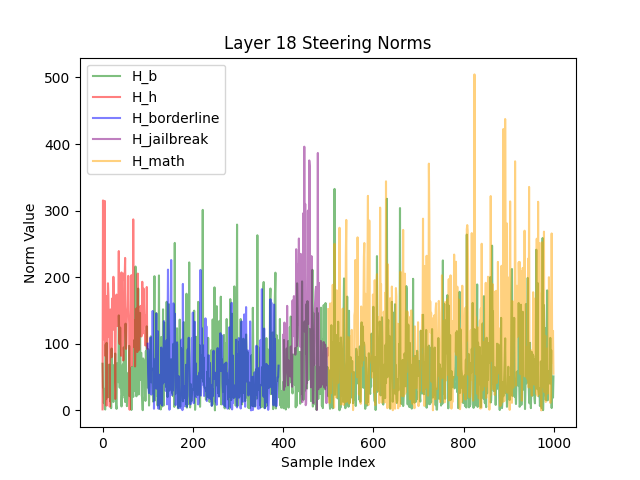 Layer 18 Steering Norms
H_b
H_h
H_borderline
H_jailbreak
H_math
Norm Value
500
400
300
200
100
0
0 200 400 600 800 1000
Sample Index